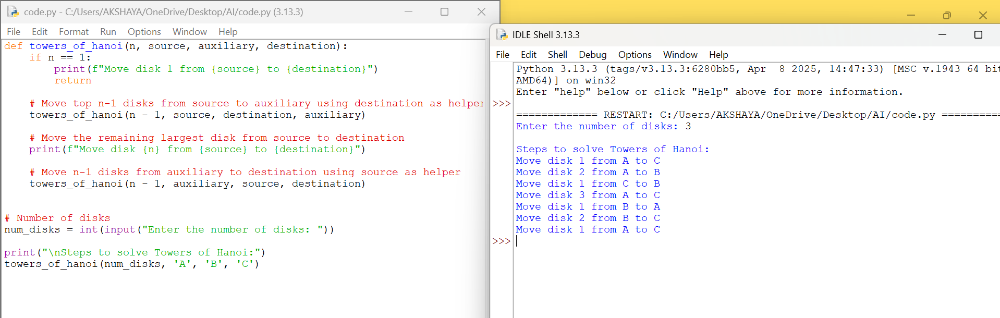 code.py - C:/Users/AKSHAYA/OneDrive/Desktop/AI/code.py (3.13.3)
File Edit Format Run Options Window Help
def towers_of_hanoi(n, source, auxiliary, destination):
    if n == 1:
        print(f"Move disk 1 from {source} to {destination}")
        return

    # Move top n-1 disks from source to auxiliary using destination as helper
    towers_of_hanoi(n - 1, source, destination, auxiliary)

    # Move the remaining largest disk from source to destination
    print(f"Move disk {n} from {source} to {destination}")

    # Move n-1 disks from auxiliary to destination using source as helper
    towers_of_hanoi(n - 1, auxiliary, source, destination)

# Number of disks
num_disks = int(input("Enter the number of disks: "))

print("\nSteps to solve Towers of Hanoi:")
towers_of_hanoi(num_disks, 'A', 'B', 'C')
IDLE Shell 3.13.3
File Edit Shell Debug Options Window Help
Python 3.13.3 (tags/v3.13.3:6280bb5, Apr  8 2025, 14:47:33) [MSC v.1943 64 bit
AMD64)] on win32
Enter "help" below or click "Help" above for more information.
>>>
============= RESTART: C:/Users/AKSHAYA/OneDrive/Desktop/AI/code.py ==========
Enter the number of disks: 3

Steps to solve Towers of Hanoi:
Move disk 1 from A to C
Move disk 2 from A to B
Move disk 1 from C to B
Move disk 3 from A to C
Move disk 1 from B to A
Move disk 2 from B to C
Move disk 1 from A to C
>>>